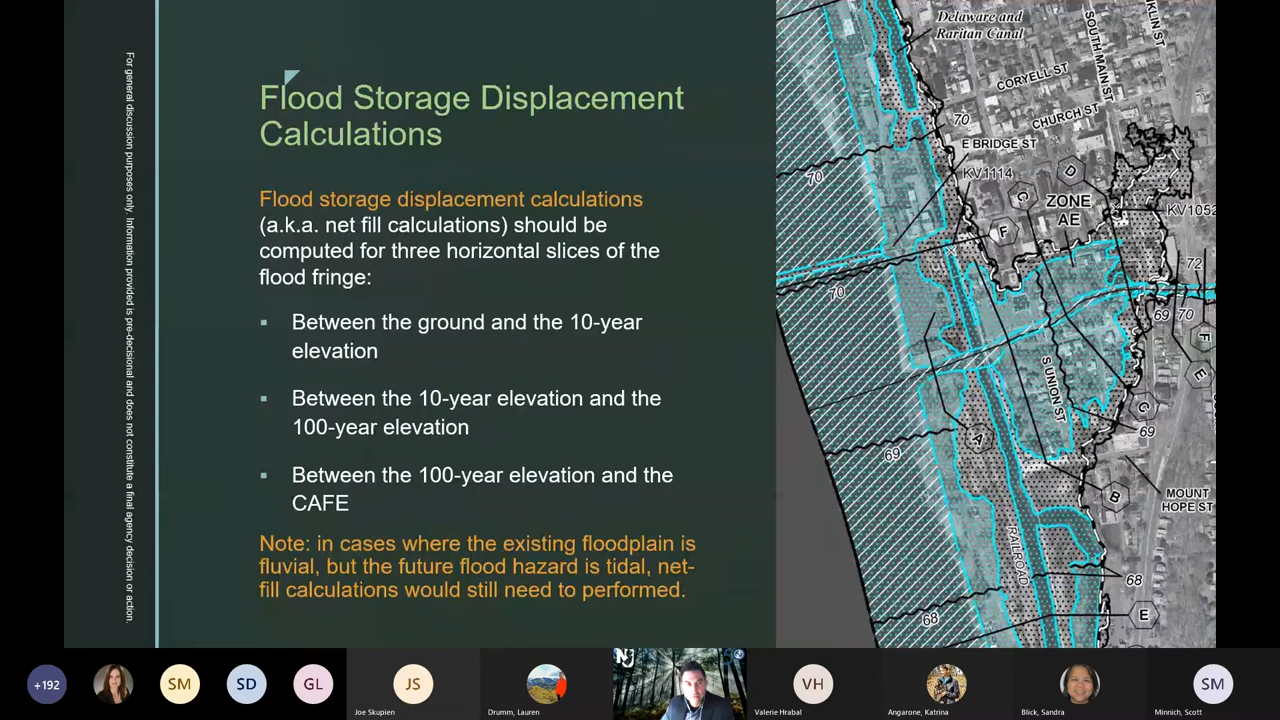 For general discussion purposes only. Information provided is pre-decisional and does not constitute a final agency decision or action.
Flood Storage Displacement
Calculations
Flood storage displacement calculations
(a.k.a. net fill calculations) should be
computed for three horizontal slices of the
flood fringe:
Between the ground and the 10-year
elevation
Between the 10-year elevation and the
100-year elevation
Between the 100-year elevation and the
CAFE
Note: in cases where the existing floodplain is
fluvial, but the future flood hazard is tidal, net-
fill calculations would still need to performed.
Delaware and
Raritan Canal
SOUTH MAIN ST
CORYELL ST
CHURCH ST
70
E BRIDGE ST
KV1114
70
D
C
ZONE
AE
F
KV1052
72
70
69
70
F
E
S UNION ST
C
69
69
A
B
MOUNT
HOPE ST
RAILROAD
68
68
E
+192
SM
SD
GL
JS
Joe Skupien
Drumm, Lauren
NJ
VH
Valerie Hrabal
Angarone, Katrina
Blick, Sandra
SM
Minnich, Scott